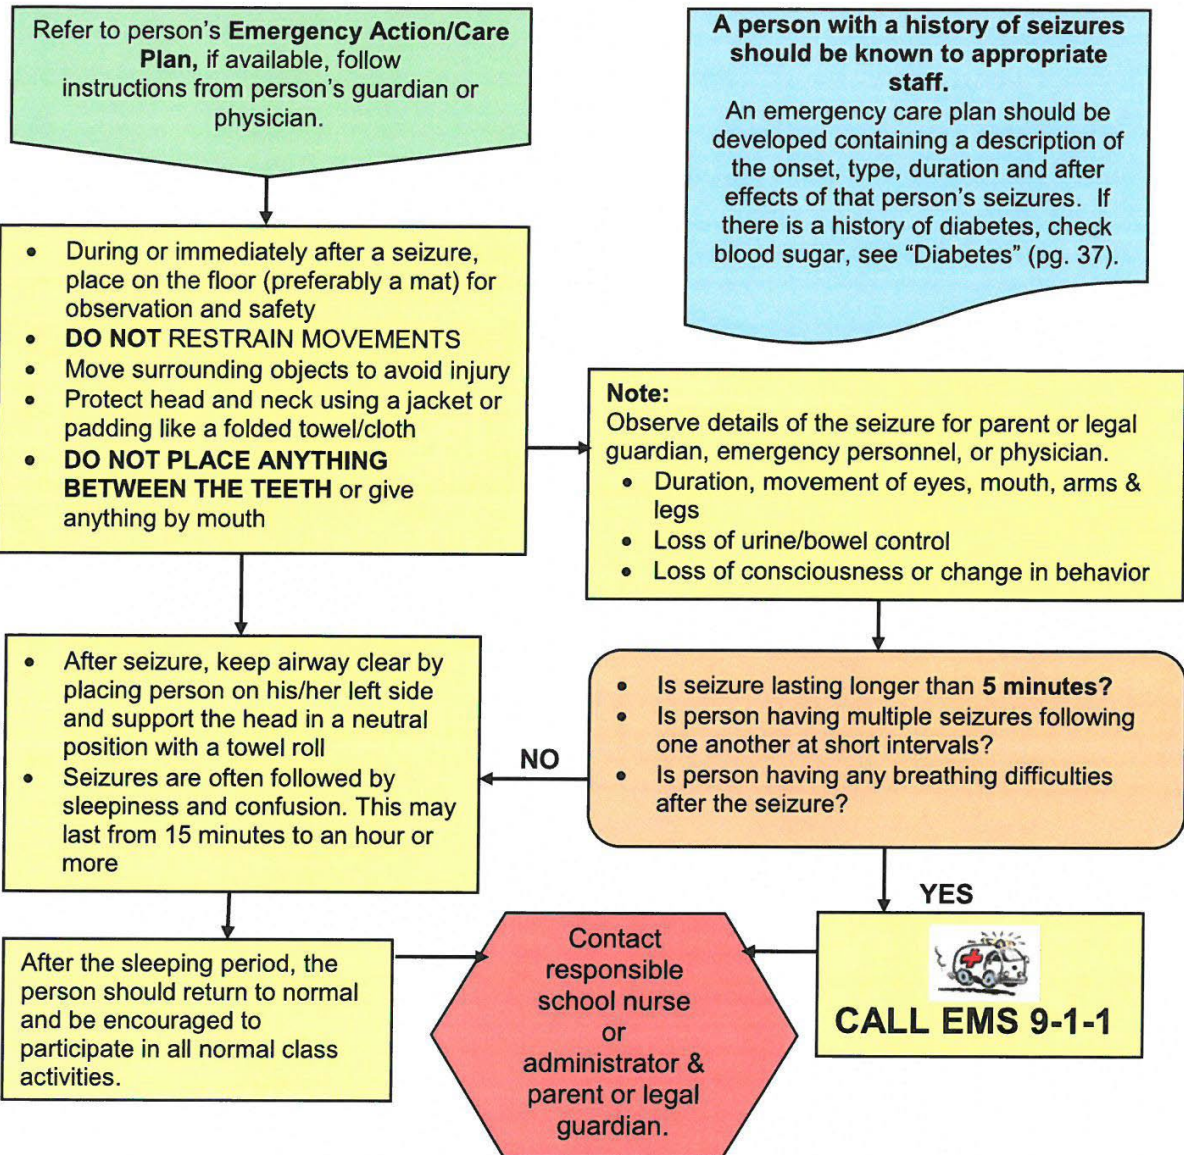 Refer to person's Emergency Action/Care
Plan, if available, follow
instructions from person's guardian or
physician.
A person with a history of seizures
should be known to appropriate
staff.
An emergency care plan should be
developed containing a description of
the onset, type, duration and after
effects of that person's seizures. If
there is a history of diabetes, check
blood sugar, see "Diabetes" (pg. 37).
• During or immediately after a seizure,
place on the floor (preferably a mat) for
observation and safety
• DO NOT RESTRAIN MOVEMENTS
• Move surrounding objects to avoid injury
• Protect head and neck using a jacket or
padding like a folded towel/cloth
• DO NOT PLACE ANYTHING
BETWEEN THE TEETH or give
anything by mouth
Note:
Observe details of the seizure for parent or legal
guardian, emergency personnel, or physician.
• Duration, movement of eyes, mouth, arms &
legs
• Loss of urine/bowel control
• Loss of consciousness or change in behavior
• After seizure, keep airway clear by
placing person on his/her left side
and support the head in a neutral
position with a towel roll
• Seizures are often followed by
sleepiness and confusion. This may
last from 15 minutes to an hour or
more
NO
• Is seizure lasting longer than 5 minutes?
• Is person having multiple seizures following
one another at short intervals?
• Is person having any breathing difficulties
after the seizure?
YES
After the sleeping period, the
person should return to normal
and be encouraged to
participate in all normal class
activities.
Contact
responsible
school nurse
or
administrator &
parent or legal
guardian.
CALL EMS 9-1-1